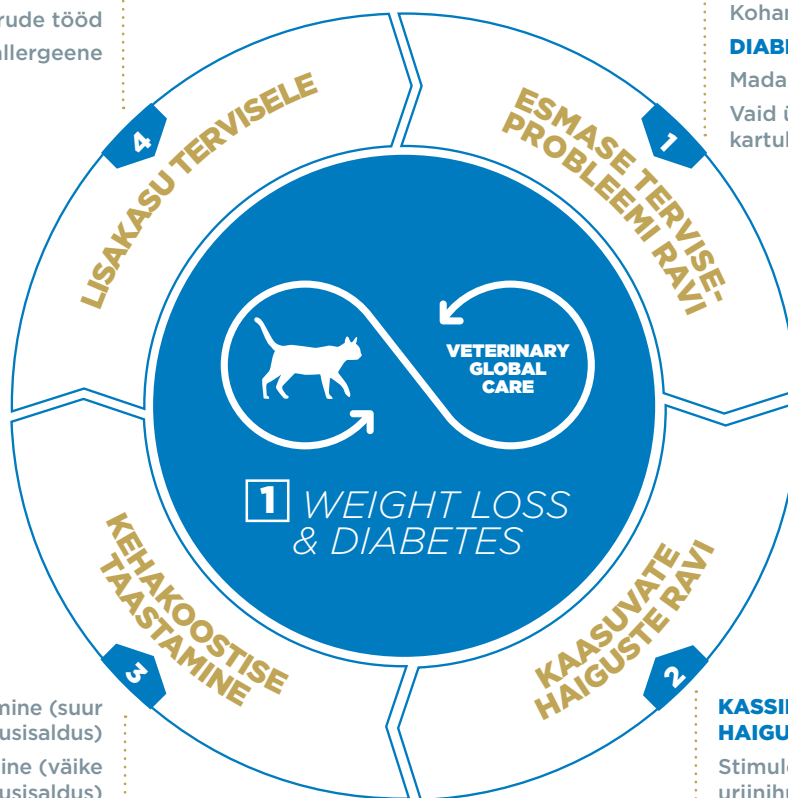 rude tööd
allergeene
Kohan
DIABE
Mada
Vaid ü
kartul
4
LISAKASU TERVISELE
1
ESMASE TERVISE-
PROBLEEMI RAVI
VETERINARY
GLOBAL
CARE
1 WEIGHT LOSS
& DIABETES
3
KEHAKOOSTISE
TAASTAMINE
2
KAASUVATE
HAIGUSTE RAVI
mine (suur
usisaldus)
ine (väike
usisaldus)
KASSI
HAIGU
Stimule
uriinih